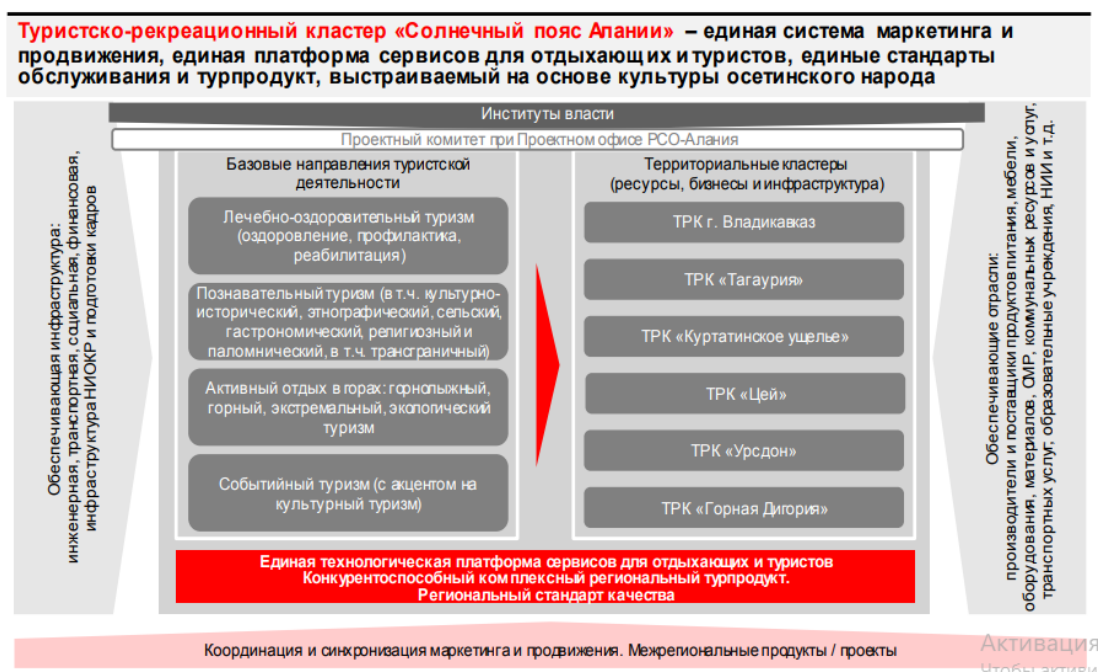 Туристско-рекреационный кластер «Солнечный пояс Алании» – единая система маркетинга и
продвижения, единая платформа сервисов для отдыхающих и туристов, единые стандарты
обслуживания и турпродукт, выстраиваемый на основе культуры осетинского народа
Институты власти
Проектный комитет при Проектном офисе РСО-Алания
Обеспечивающая инфраструктура:
инженерная, транспортная, социальная, финансовая,
инфраструктура НИОКР и подготовки кадров
Базовые направления туристской
деятельности
Лечебно-оздоровительный туризм
(оздоровление, профилактика,
реабилитация)
Познавательный туризм (в т.ч. культурно-
исторический, этнографический, сельский,
гастрономический, религиозный и
паломнический, в т.ч. трансграничный)
Активный отдых в горах: горнолыжный,
горный, экстремальный, экологический
туризм
Событийный туризм (с акцентом на
культурный туризм)
Территориальные кластеры
(ресурсы, бизнесы и инфраструктура)
ТРК г. Владикавказ
ТРК «Тагаурия»
ТРК «Куртатинское ущелье»
ТРК «Цей»
ТРК «Урсдон»
ТРК «Горная Дигория»
Обеспечивающие отрасли:
производители и поставщики продуктов питания, мебели,
оборудования, материалов, СМР, коммунальных ресурсов и услуг,
транспортных услуг, образовательные учреждения, НИИ и т.д.
Единая технологическая платформа сервисов для отдыхающих и туристов
Конкурентоспособный комплексный региональный турпродукт.
Региональный стандарт качества
Координация и синхронизация маркетинга и продвижения. Межрегиональные продукты / проекты
Активация